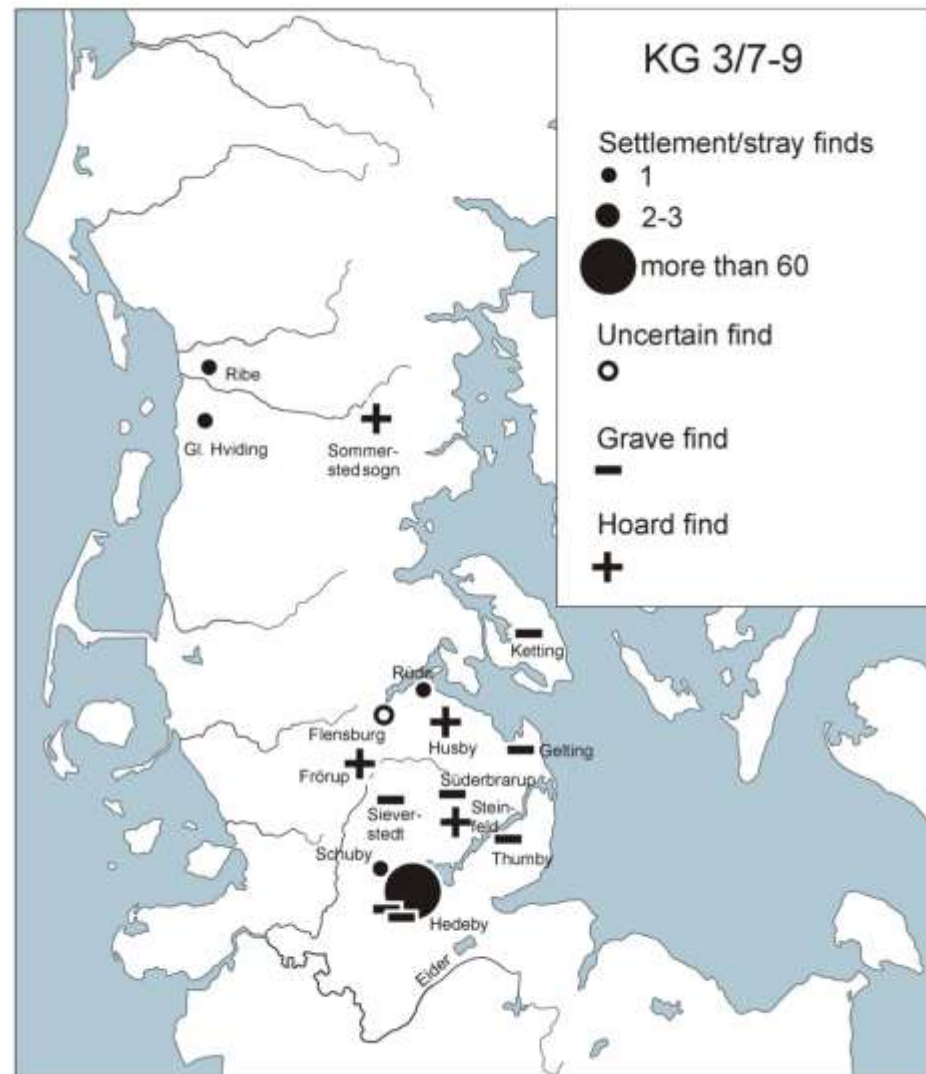 KG 3/7-9
Settlement/stray finds
1
2-3
more than 60
Uncertain find
Grave find
Hoard find
Ribe
Gl. Hviding
Sommer-
sted sogn
Ketting
Rüde
Flensburg
Husby
Gelting
Frörup
Süderbrarup
Siever-
stedt
Stein-
feld
Thumby
Schuby
Hedeby
Eider